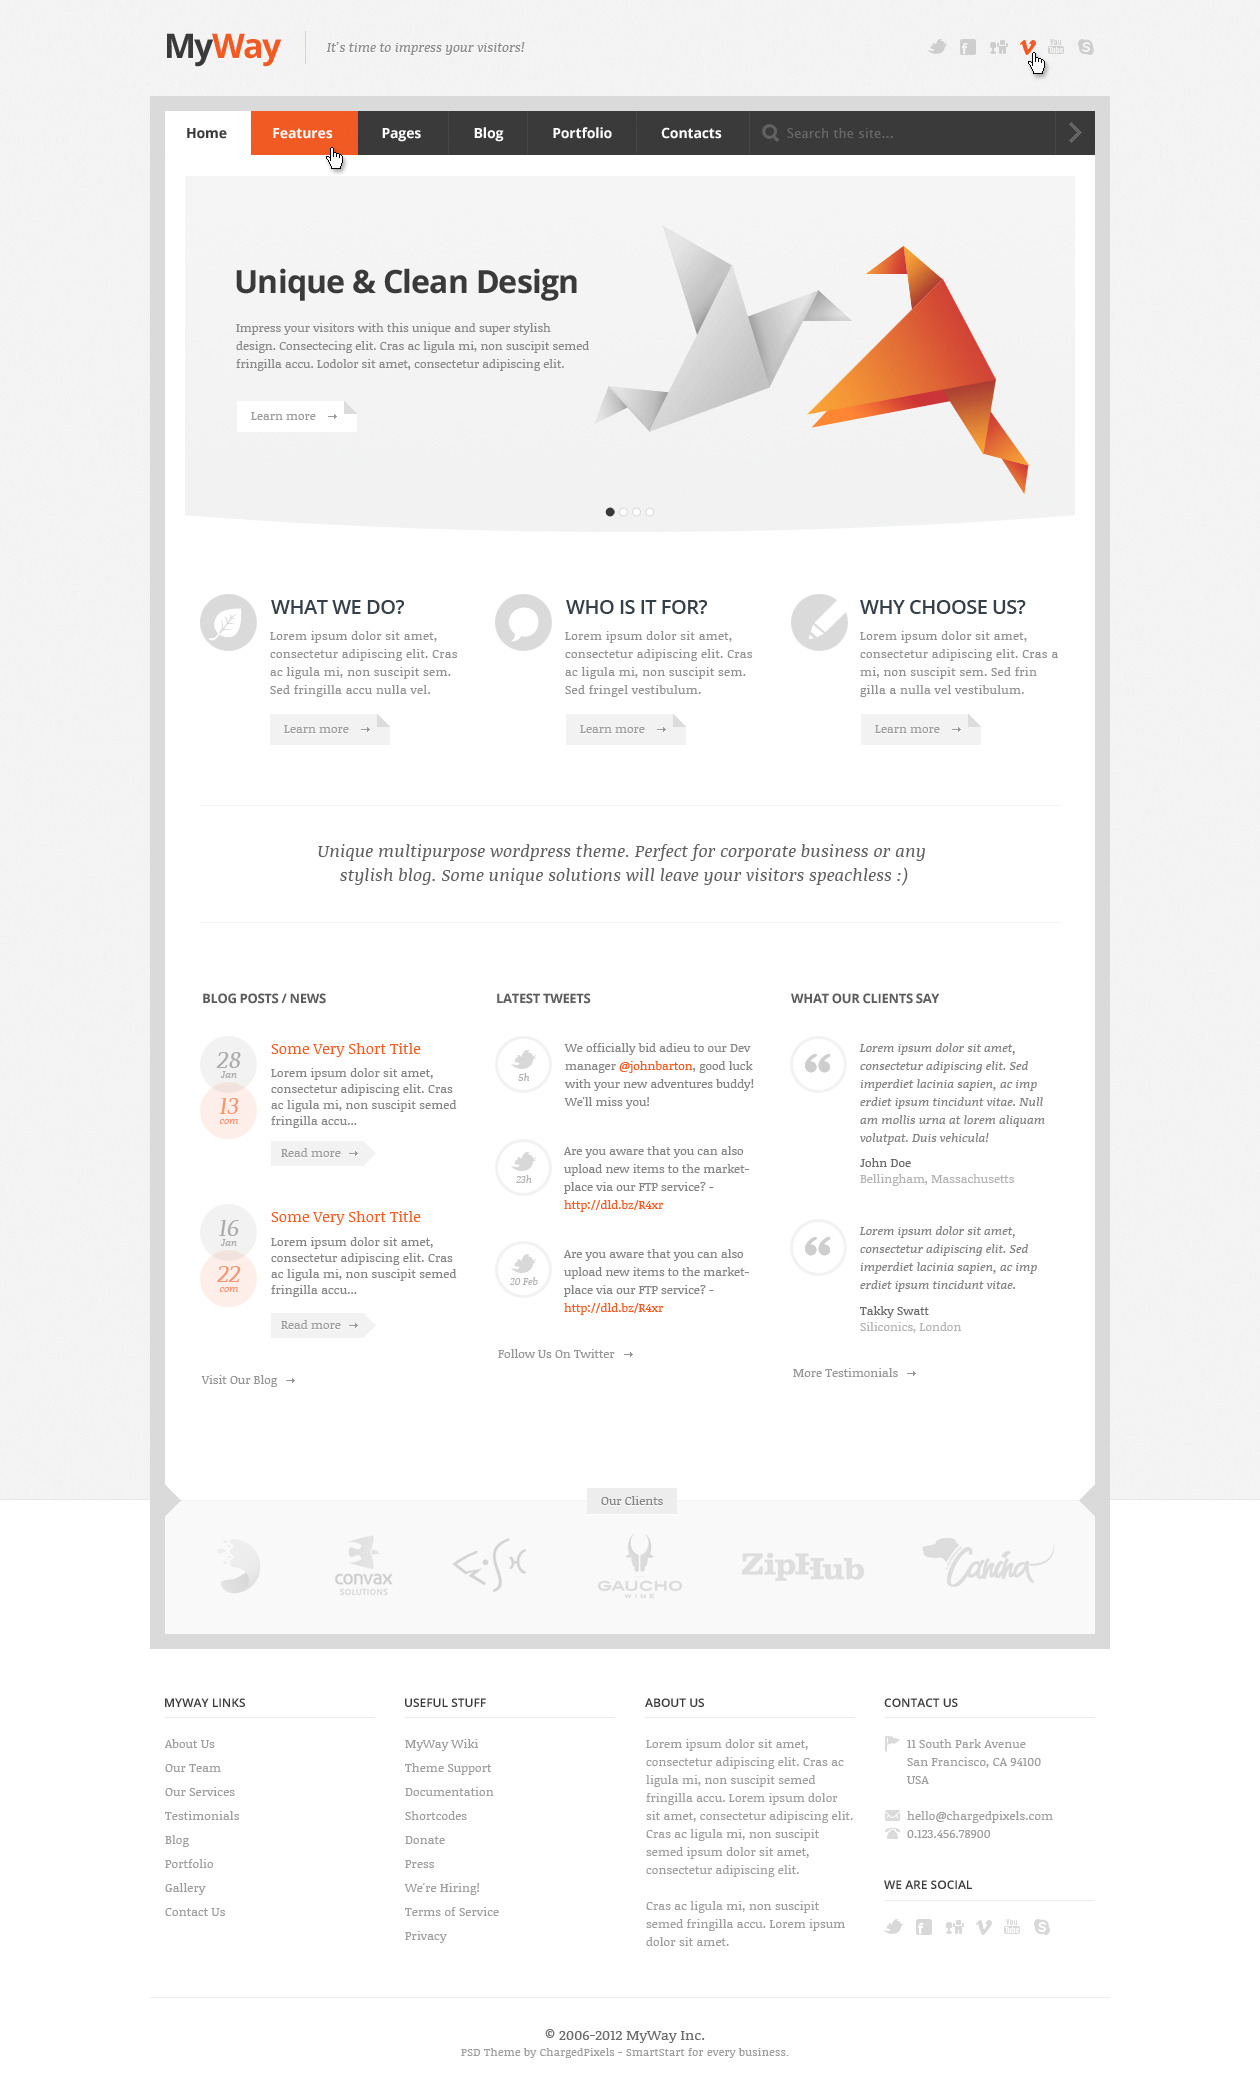 MyWay
It's time to impress your visitors!
Home Features Pages Blog Portfolio Contacts Search the site...
Unique & Clean Design
Impress your visitors with this unique and super stylish
design. Consectecing elit. Cras ac ligula mi, non suscipit semed
fringilla accu. Lodolor sit amet, consectetur adipiscing elit.
Learn more
WHAT WE DO?
Lorem ipsum dolor sit amet,
consectetur adipiscing elit. Cras
ac ligula mi, non suscipit sem.
Sed fringilla accu nulla vel.
Learn more
WHO IS IT FOR?
Lorem ipsum dolor sit amet,
consectetur adipiscing elit. Cras
ac ligula mi, non suscipit sem.
Sed fringel vestibulum.
Learn more
WHY CHOOSE US?
Lorem ipsum dolor sit amet,
consectetur adipiscing elit. Cras a
mi, non suscipit sem. Sed frin
gilla a nulla vel vestibulum.
Learn more
Unique multipurpose wordpress theme. Perfect for corporate business or any
stylish blog. Some unique solutions will leave your visitors speachless :)
BLOG POSTS / NEWS
28
Jan
13
com
Some Very Short Title
Lorem ipsum dolor sit amet,
consectetur adipiscing elit. Cras
ac ligula mi, non suscipit semed
fringilla accu...
Read more
16
Jan
22
com
Some Very Short Title
Lorem ipsum dolor sit amet,
consectetur adipiscing elit. Cras
ac ligula mi, non suscipit semed
fringilla accu...
Read more
Visit Our Blog
LATEST TWEETS
5h
We officially bid adieu to our Dev
manager @johnbarton, good luck
with your new adventures buddy!
We'll miss you!
23h
Are you aware that you can also
upload new items to the market-
place via our FTP service? -
http://dld.bz/R4xr
20 Feb
Are you aware that you can also
upload new items to the market-
place via our FTP service? -
http://dld.bz/R4xr
Follow Us On Twitter
WHAT OUR CLIENTS SAY
Lorem ipsum dolor sit amet,
consectetur adipiscing elit. Sed
imperdiet lacinia sapien, ac imp
erdiet ipsum tincidunt vitae. Null
am mollis urna at lorem aliquam
volutpat. Duis vehicula!
John Doe
Bellingham, Massachusetts
Lorem ipsum dolor sit amet,
consectetur adipiscing elit. Sed
imperdiet lacinia sapien, ac imp
erdiet ipsum tincidunt vitae.
Takky Swatt
Siliconics, London
More Testimonials
Our Clients
convax
SOLUTIONS
GAUCHO
WINE
ZipHub
Canina
MYWAY LINKS
About Us
Our Team
Our Services
Testimonials
Blog
Portfolio
Gallery
Contact Us
USEFUL STUFF
MyWay Wiki
Theme Support
Documentation
Shortcodes
Donate
Press
We're Hiring!
Terms of Service
Privacy
ABOUT US
Lorem ipsum dolor sit amet,
consectetur adipiscing elit. Cras ac
ligula mi, non suscipit semed
fringilla accu. Lorem ipsum dolor
sit amet, consectetur adipiscing elit.
Cras ac ligula mi, non suscipit
semed ipsum dolor sit amet,
consectetur adipiscing elit.
Cras ac ligula mi, non suscipit
semed fringilla accu. Lorem ipsum
dolor sit amet.
CONTACT US
11 South Park Avenue
San Francisco, CA 94100
USA
hello@chargedpixels.com
0.123.456.78900
WE ARE SOCIAL
© 2006-2012 MyWay Inc.
PSD Theme by ChargedPixels - SmartStart for every business.